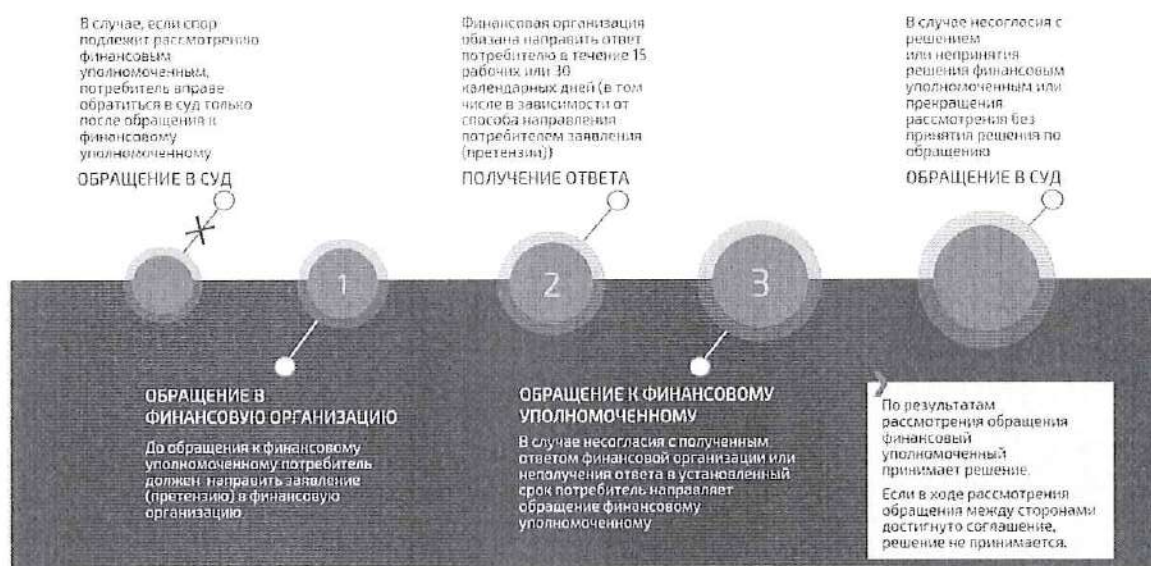 В случае, если спор
подлежит рассмотрению
финансовым
уполномоченным,
потребитель вправе
обратиться в суд только
после обращения к
финансовому
уполномоченному
ОБРАЩЕНИЕ В СУД
Финансовая организация
обязана направить ответ
потребителю в течение 15
рабочих или 30
календарных дней (в том
числе в зависимости от
способа направления
потребителем заявления
(претензии))
ПОЛУЧЕНИЕ ОТВЕТА
В случае несогласия с
решением
или непринятия
решения финансовым
уполномоченным или
прекращения
рассмотрения без
принятия решения по
обращению
ОБРАЩЕНИЕ В СУД
1
2
3
ОБРАЩЕНИЕ В
ФИНАНСОВУЮ ОРГАНИЗАЦИЮ
До обращения к финансовому
уполномоченному потребитель
должен направить заявление
(претензию) в финансовую
организацию
ОБРАЩЕНИЕ К ФИНАНСОВОМУ
УПОЛНОМОЧЕННОМУ
В случае несогласия с полученным
ответом финансовой организации или
неполучения ответа в установленный
срок потребитель направляет
обращение финансовому
уполномоченному
По результатам
рассмотрения обращения
финансовый
уполномоченный
принимает решение.
Если в ходе рассмотрения
обращения между сторонами
достигнуто соглашение,
решение не принимается.